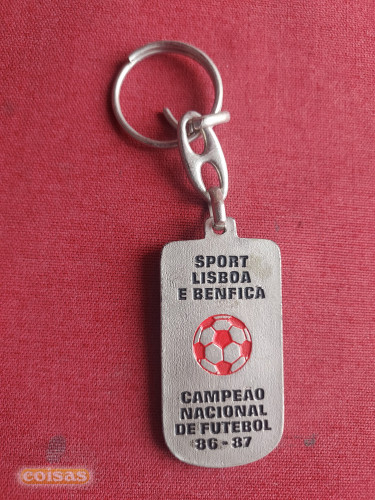 SPORT
LISBOA
E BENFICA
CAMPEÃO
NACIONAL
DE FUTEBOL
86-87
coisas